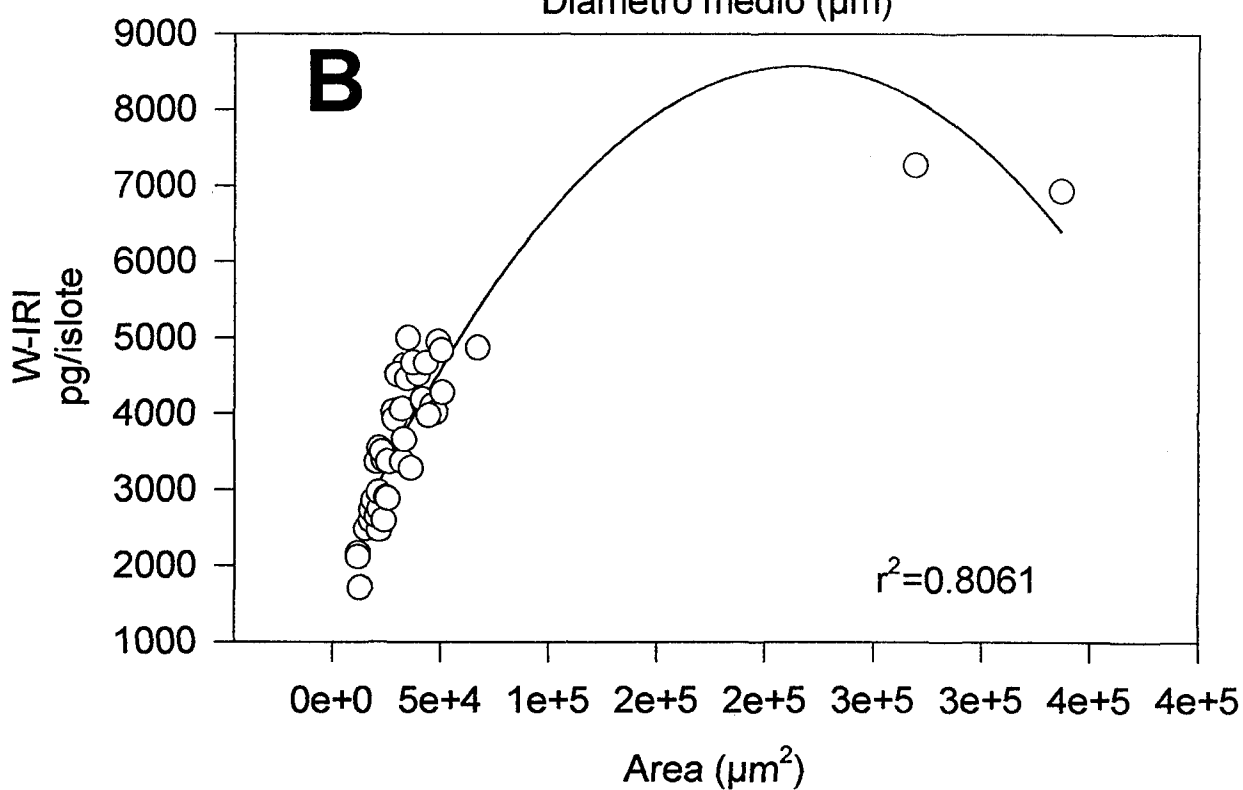 Diámetro medio (µm)
B
9000
8000
7000
6000
5000
4000
3000
2000
1000
W-IRI
pg/islote
r²=0.8061
0e+0 5e+4 1e+5 2e+5 2e+5 3e+5 3e+5 4e+5 4e+5
Area (µm²)